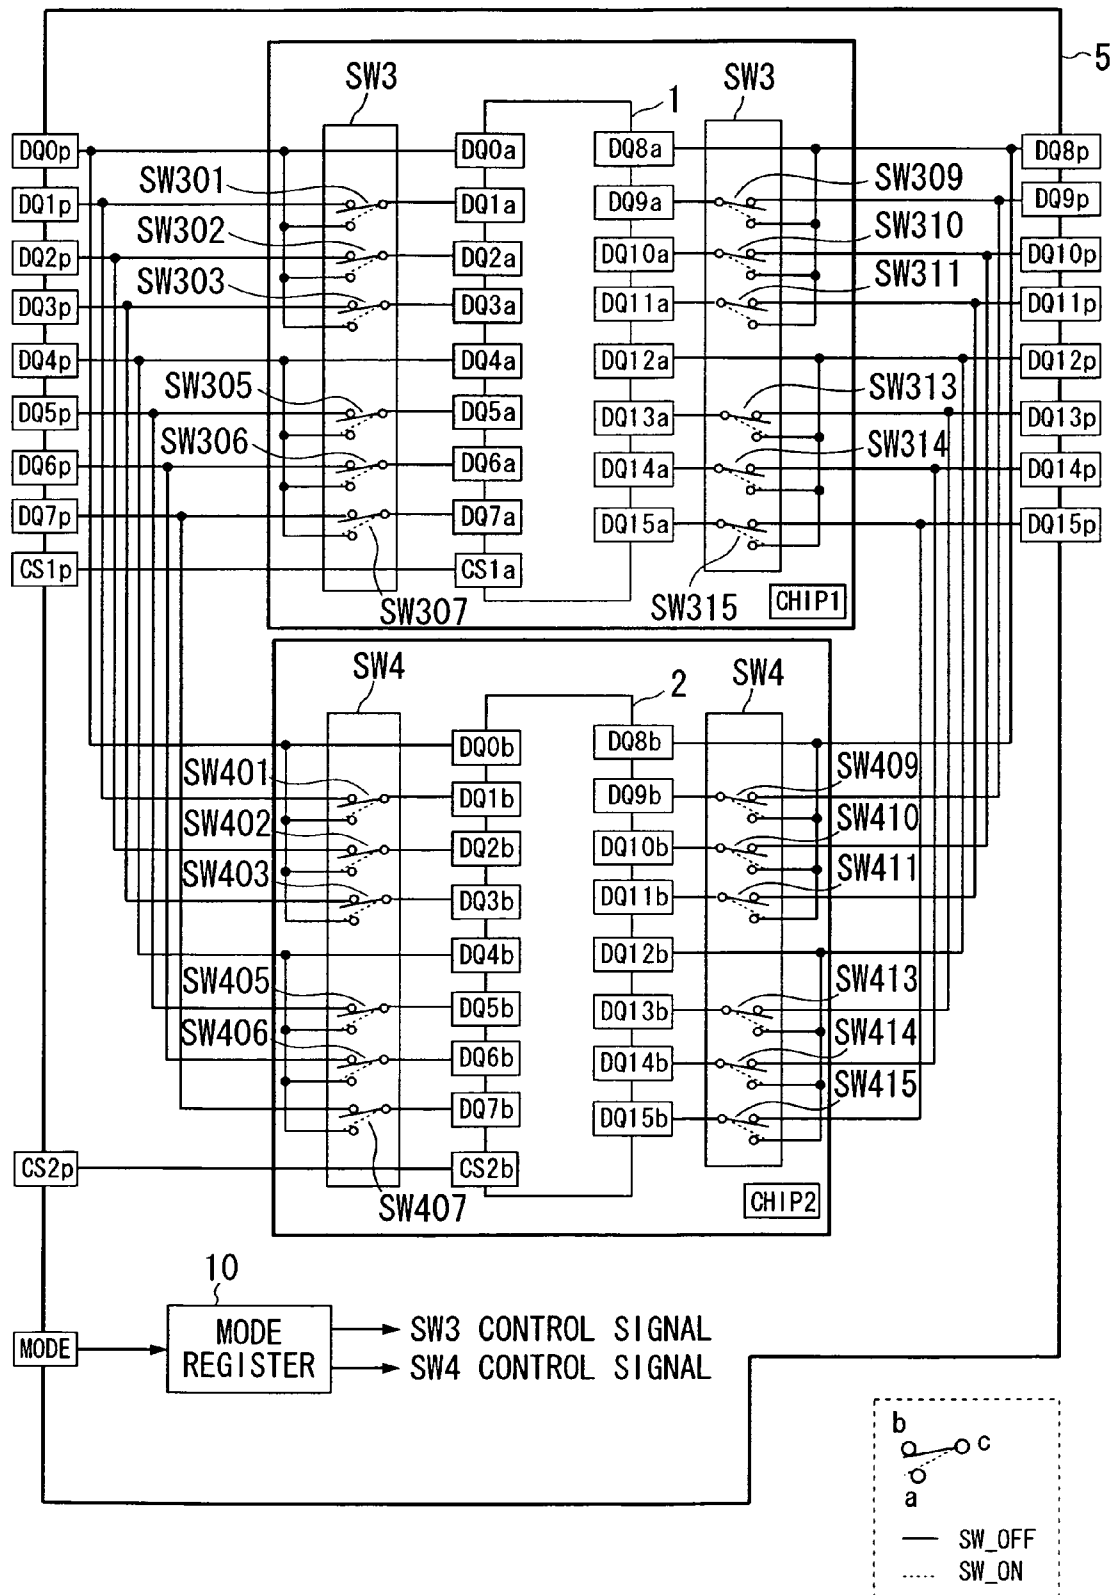 5
SW3
1
SW3
DQ0p
DQ0a
DQ8a
DQ8p
SW301
SW309
DQ1p
DQ1a
DQ9a
DQ9p
SW302
SW310
DQ2p
DQ2a
DQ10a
DQ10p
SW303
SW311
DQ3p
DQ3a
DQ11a
DQ11p
DQ4p
DQ4a
DQ12a
DQ12p
SW305
SW313
DQ5p
DQ5a
DQ13a
DQ13p
SW306
SW314
DQ6p
DQ6a
DQ14a
DQ14p
DQ7p
DQ7a
DQ15a
DQ15p
CS1p
CS1a
SW307
SW315
CHIP1
SW4
2
SW4
DQ0b
DQ8b
SW401
SW409
DQ1b
DQ9b
SW402
SW410
DQ2b
DQ10b
SW403
SW411
DQ3b
DQ11b
DQ4b
DQ12b
SW405
SW413
DQ5b
DQ13b
SW406
SW414
DQ6b
DQ14b
SW415
DQ7b
DQ15b
CS2p
CS2b
SW407
CHIP2
10
MODE
MODE
REGISTER
SW3 CONTROL SIGNAL
SW4 CONTROL SIGNAL
b
c
a
SW_OFF
SW_ON